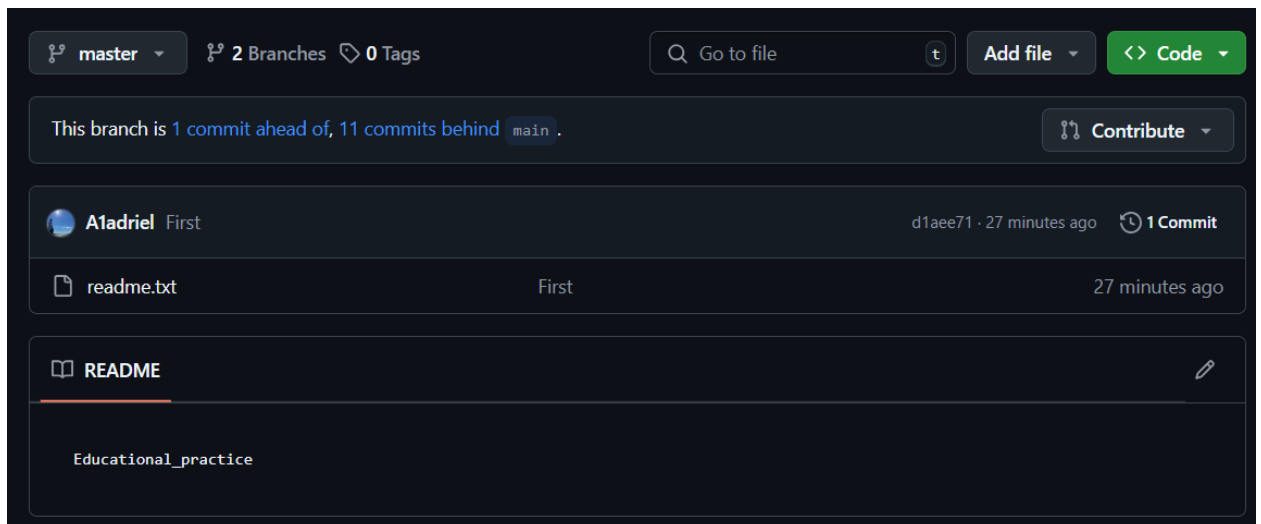 master 2 Branches 0 Tags Go to file t Add file Code
This branch is 1 commit ahead of, 11 commits behind main .
Contribute
A1adriel First d1aee71 · 27 minutes ago 1 Commit
readme.txt First 27 minutes ago
README
Educational_practice